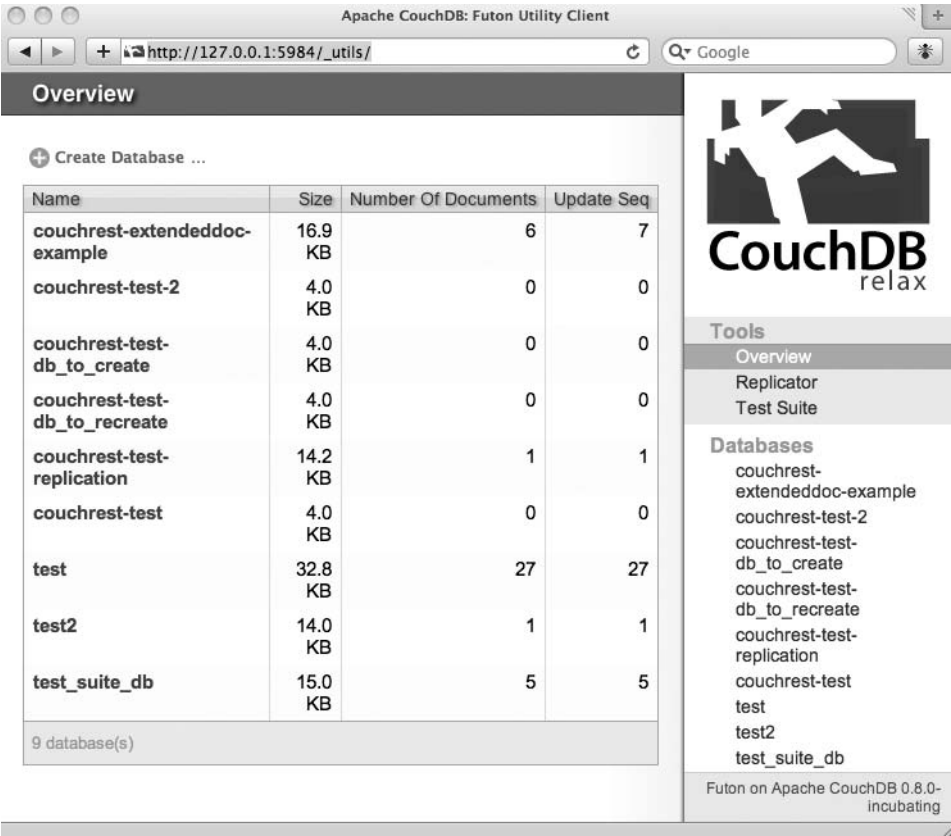 Apache CouchDB: Futon Utility Client
http://127.0.0.1:5984/_utils/
Google
Overview
Create Database ...
Name Size Number Of Documents Update Seq
couchrest-extendeddoc- 16.9 6 7
example KB
couchrest-test-2 4.0 0 0
KB
couchrest-test- 4.0 0 0
db_to_create KB
couchrest-test- 4.0 0 0
db_to_recreate KB
couchrest-test- 14.2 1 1
replication KB
couchrest-test 4.0 0 0
KB
test 32.8 27 27
KB
test2 14.0 1 1
KB
test_suite_db 15.0 5 5
KB
9 database(s)
CouchDB
relax
Tools
Overview
Replicator
Test Suite
Databases
couchrest-
extendeddoc-example
couchrest-test-2
couchrest-test-
db_to_create
couchrest-test-
db_to_recreate
couchrest-test-
replication
couchrest-test
test
test2
test_suite_db
Futon on Apache CouchDB 0.8.0-
incubating